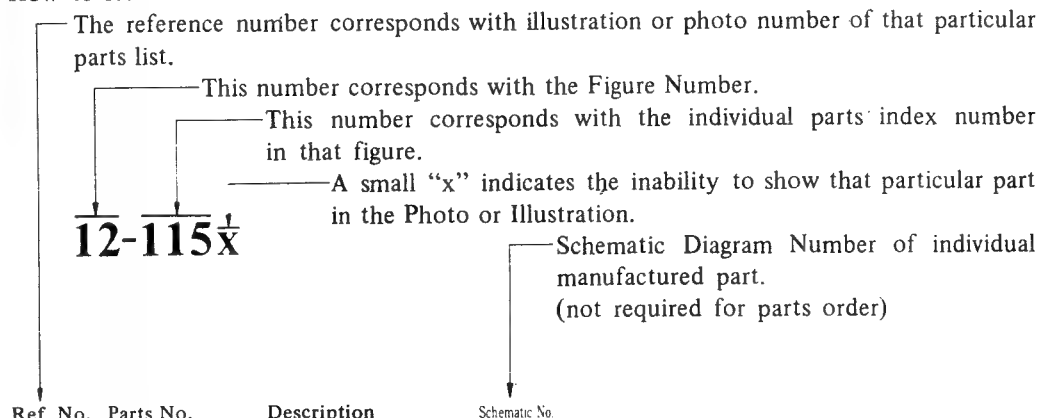 The reference number corresponds with illustration or photo number of that particular
parts list.
This number corresponds with the Figure Number.
This number corresponds with the individual parts index number
in that figure.
A small “x” indicates the inability to show that particular part
in the Photo or Illustration.
12-115x
Schematic Diagram Number of individual
manufactured part.
(not required for parts order)
Ref. No. Parts No. Description Schematic No.